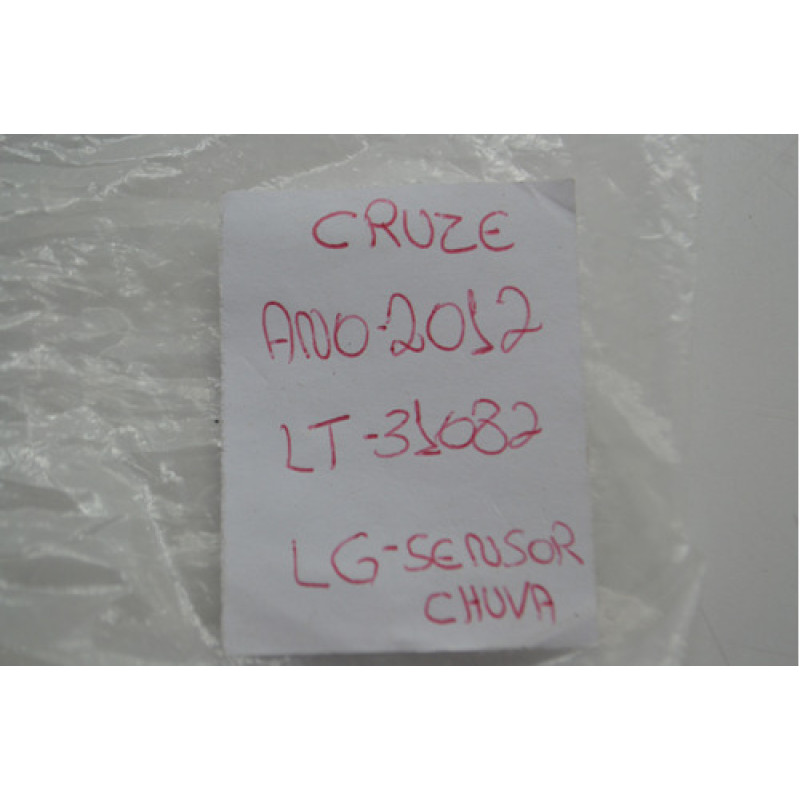 CRUZE
ANO-2012
LT-31082
LG-SENSOR
CHUVA